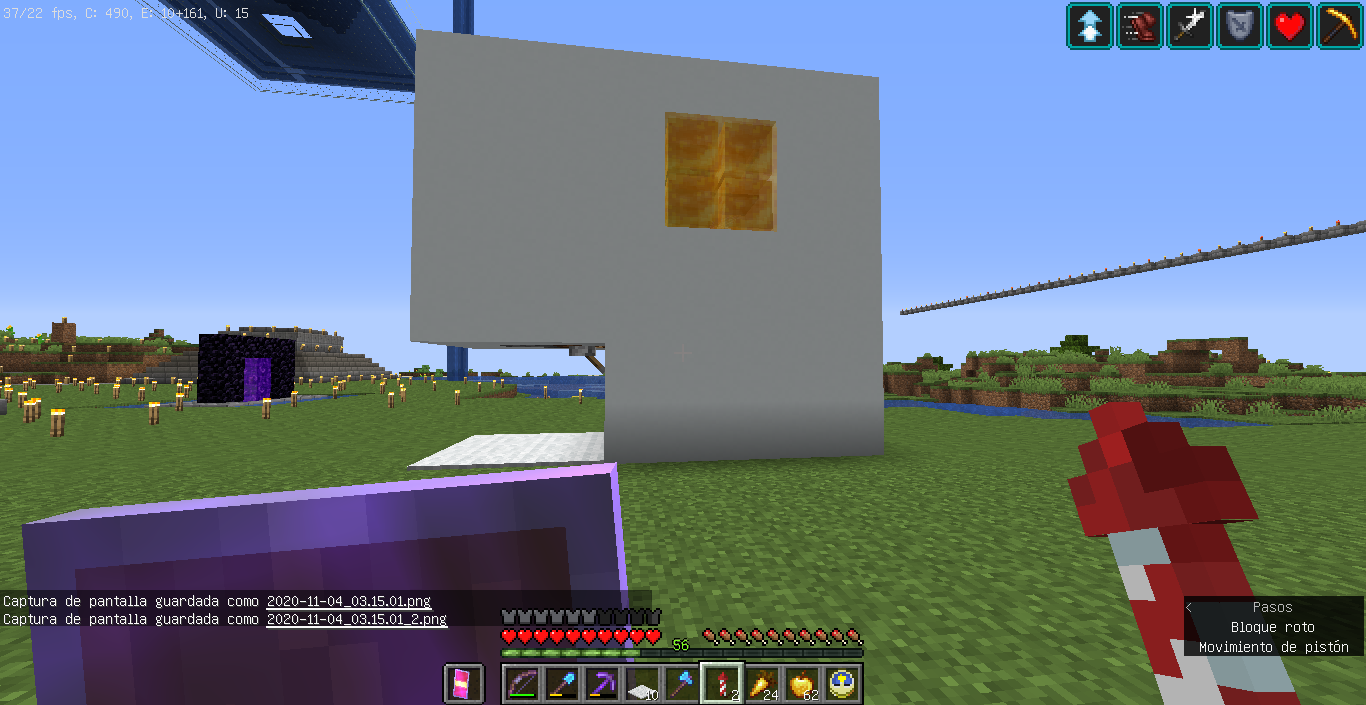 37/22 fps, C: 490, E: 10+161, U: 15
Captura de pantalla guardada como 2020-11-04_03.15.01.png
Captura de pantalla guardada como 2020-11-04_03.15.01_2.png
< Pasos
Bloque roto
Movimiento de pistón
56
10
2
24
62